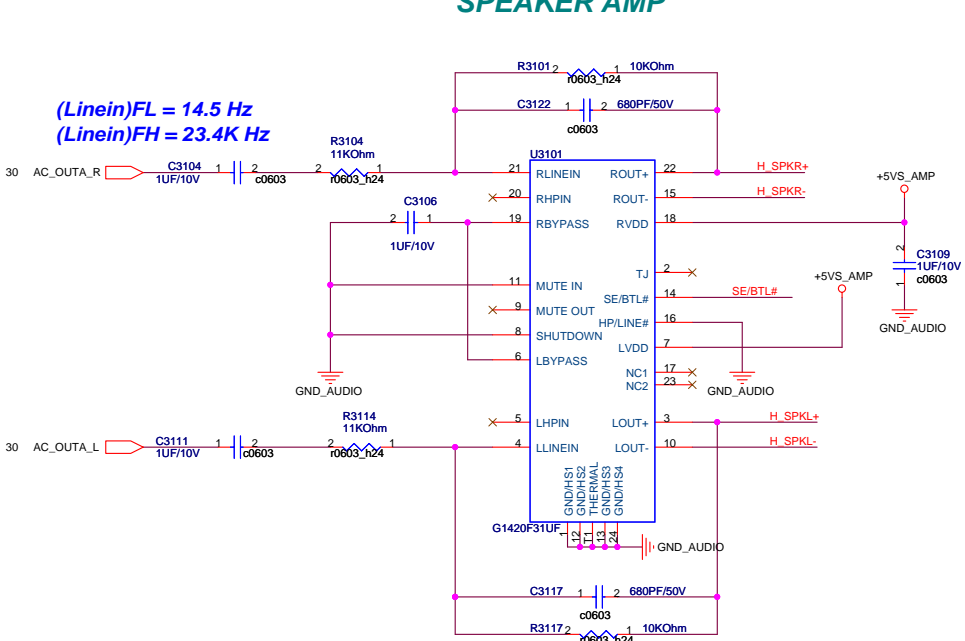 SPEAKER AMP
R3101 2 1 10KOhm
r0603_h24
C3122 1 2 680PF/50V
c0603
(Linein)FL = 14.5 Hz
(Linein)FH = 23.4K Hz
R3104
11KOhm
30 AC_OUTA_R C3104 1 2 2 1
1UF/10V c0603 r0603_h24
U3101
21 RLINEIN ROUT+ 22 H_SPKR+
20 RHPIN ROUT- 15 H_SPKR-
19 RBYPASS RVDD 18
+5VS_AMP
C3106
2 1
1UF/10V
2 C3109
1UF/10V
1 c0603
GND_AUDIO
TJ 2
+5VS_AMP
11 MUTE IN SE/BTL# 14 SE/BTL#
9 MUTE OUT HP/LINE# 16
8 SHUTDOWN LVDD 7
6 LBYPASS NC1 17
NC2 23
GND_AUDIO GND_AUDIO
R3114
11KOhm
5 LHPIN LOUT+ 3 H_SPKL+
30 AC_OUTA_L C3111 1 2 2 1 4 LLINEIN LOUT- 10 H_SPKL-
1UF/10V c0603 r0603_h24
GND/HS1
GND/HS2
THERMAL
GND/HS3
GND/HS4
G1420F31UF
1 12 T1 13 24
GND_AUDIO
C3117 1 2 680PF/50V
c0603
R3117 2 1 10KOhm
r0603_h24